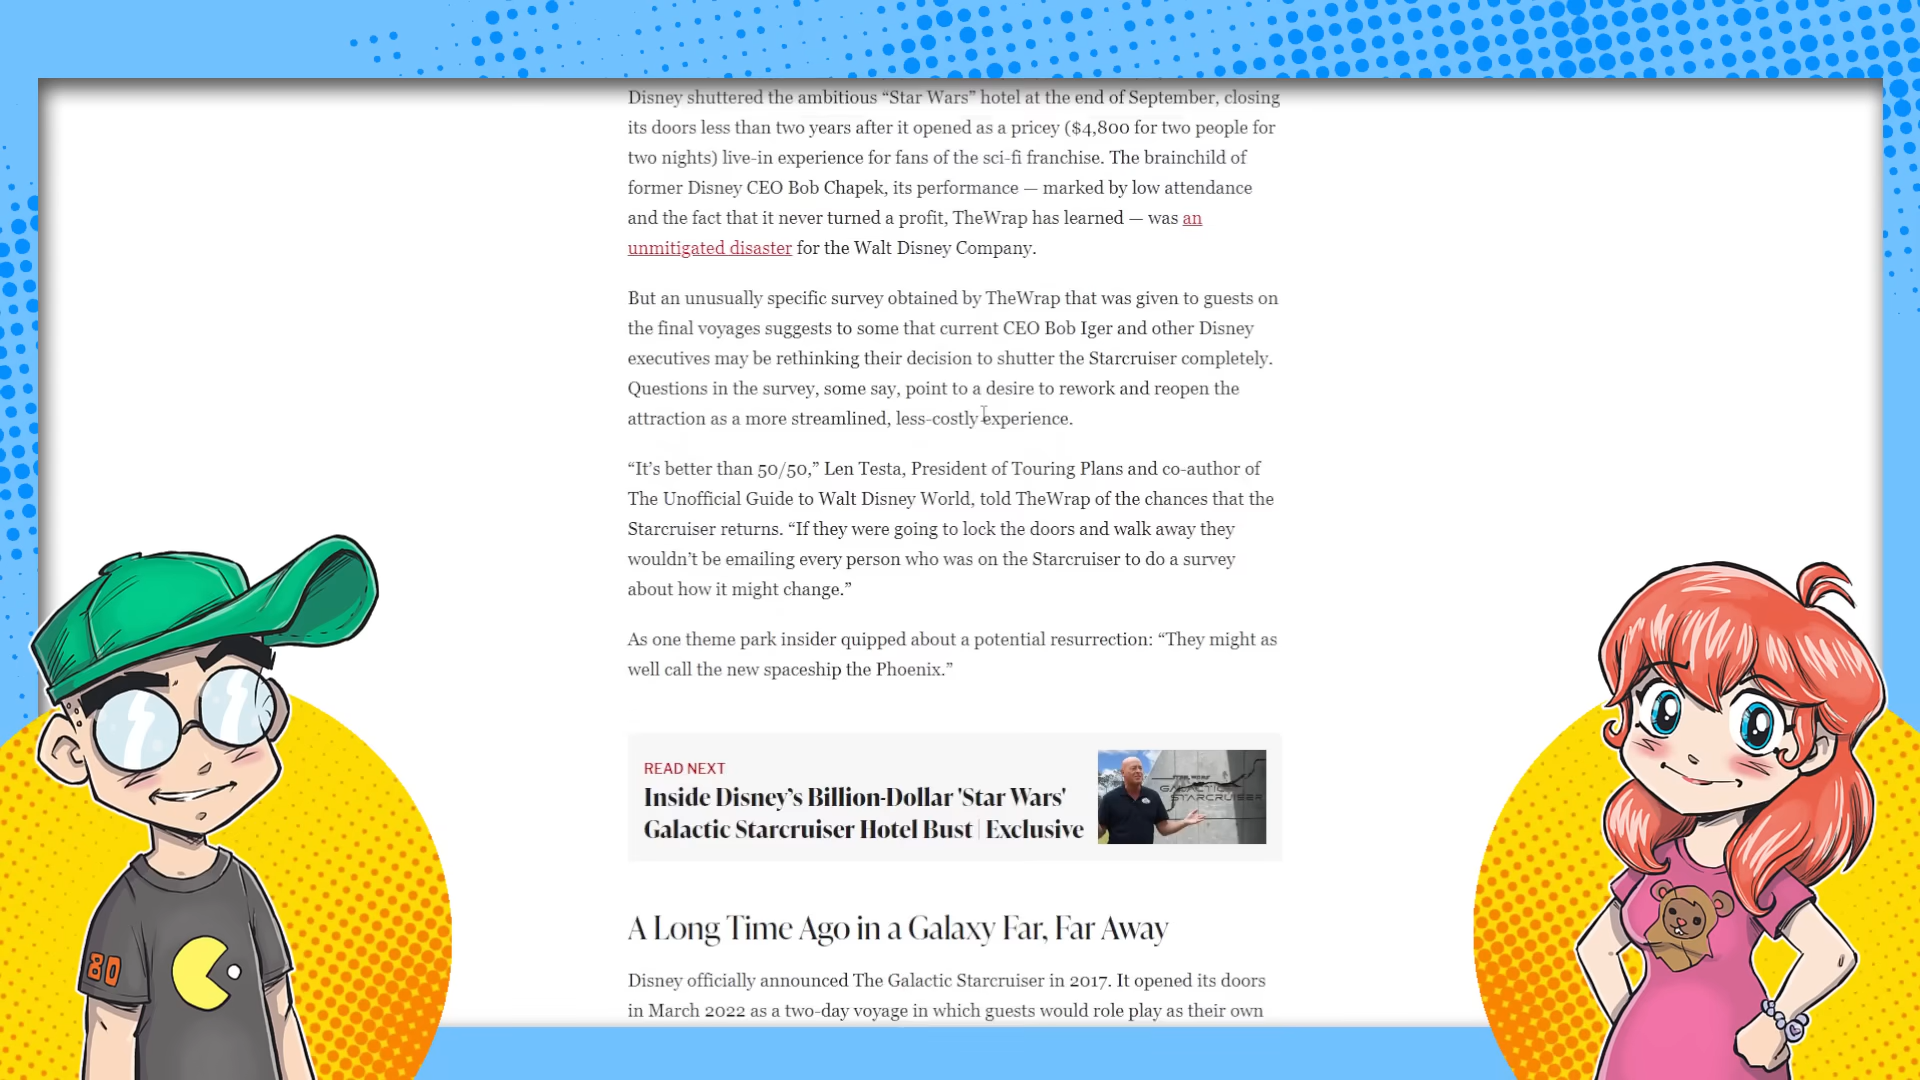 Disney shuttered the ambitious “Star Wars” hotel at the end of September, closing
its doors less than two years after it opened as a pricey ($4,800 for two people for
two nights) live-in experience for fans of the sci-fi franchise. The brainchild of
former Disney CEO Bob Chapek, its performance — marked by low attendance
and the fact that it never turned a profit, TheWrap has learned — was an
unmitigated disaster for the Walt Disney Company.
But an unusually specific survey obtained by TheWrap that was given to guests on
the final voyages suggests to some that current CEO Bob Iger and other Disney
executives may be rethinking their decision to shutter the Starcruiser completely.
Questions in the survey, some say, point to a desire to rework and reopen the
attraction as a more streamlined, less-costly experience.
“It’s better than 50/50,” Len Testa, President of Touring Plans and co-author of
The Unofficial Guide to Walt Disney World, told TheWrap of the chances that the
Starcruiser returns. “If they were going to lock the doors and walk away they
wouldn’t be emailing every person who was on the Starcruiser to do a survey
about how it might change.”
As one theme park insider quipped about a potential resurrection: “They might as
well call the new spaceship the Phoenix.”
READ NEXT
Inside Disney’s Billion-Dollar 'Star Wars'
Galactic Starcruiser Hotel Bust | Exclusive
STAR WARS
GALACTIC
STARCRUISER
A Long Time Ago in a Galaxy Far, Far Away
Disney officially announced The Galactic Starcruiser in 2017. It opened its doors
in March 2022 as a two-day voyage in which guests would role play as their own
80